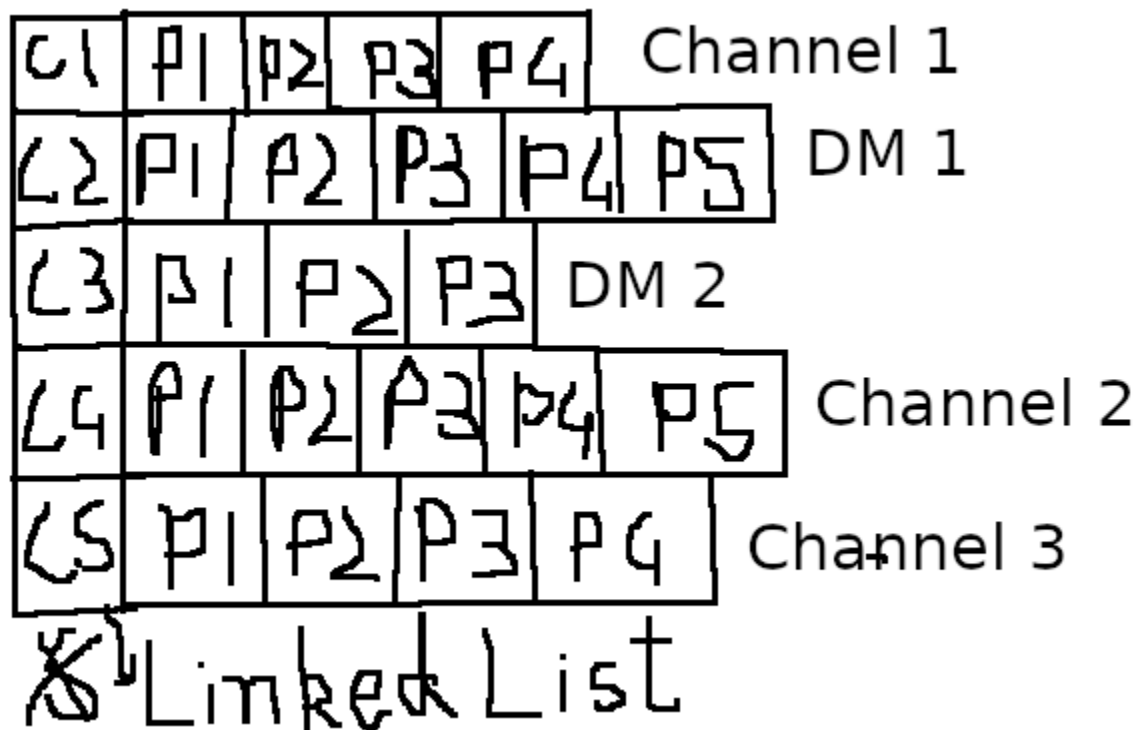 C1 P1 P2 P3 P4 Channel 1
C2 P1 P2 P3 P4 P5 DM 1
C3 P1 P2 P3 DM 2
C4 P1 P2 P3 P4 P5 Channel 2
C5 P1 P2 P3 P4 Channel 3
Linked List